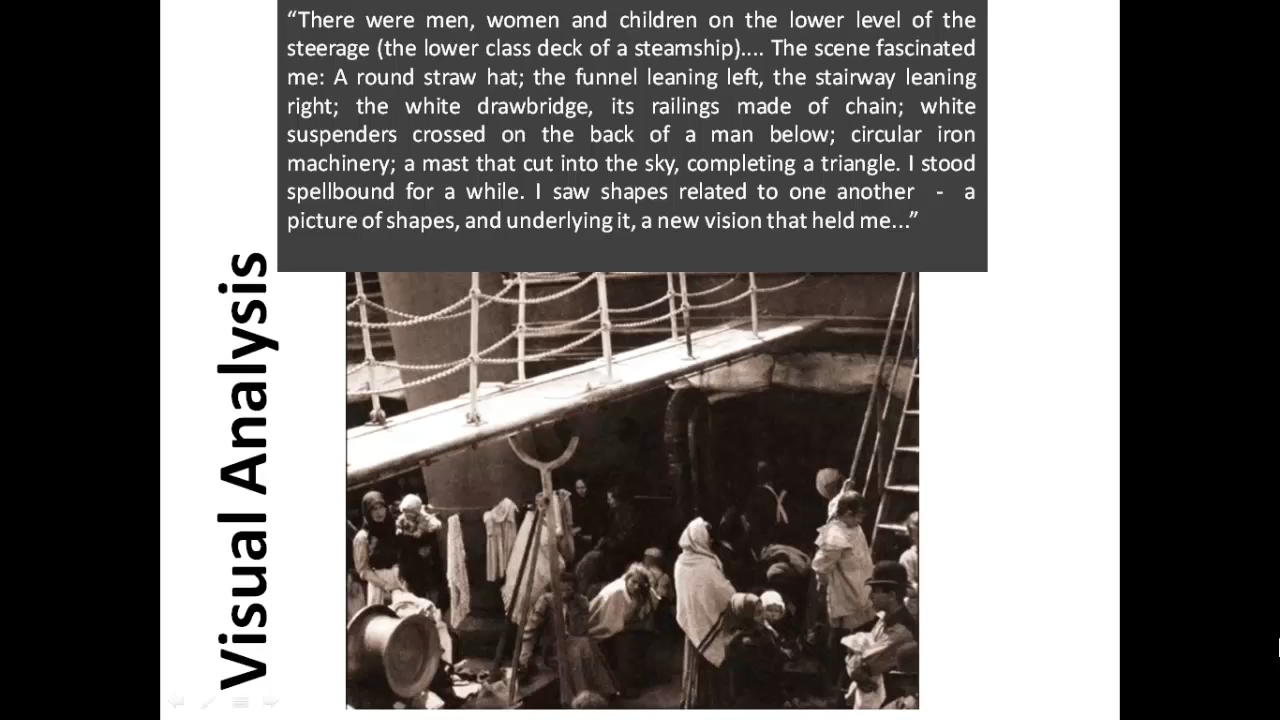 “There were men, women and children on the lower level of the
steerage (the lower class deck of a steamship).... The scene fascinated
me: A round straw hat; the funnel leaning left, the stairway leaning
right; the white drawbridge, its railings made of chain; white
suspenders crossed on the back of a man below; circular iron
machinery; a mast that cut into the sky, completing a triangle. I stood
spellbound for a while. I saw shapes related to one another - a
picture of shapes, and underlying it, a new vision that held me...”
Visual Analysis